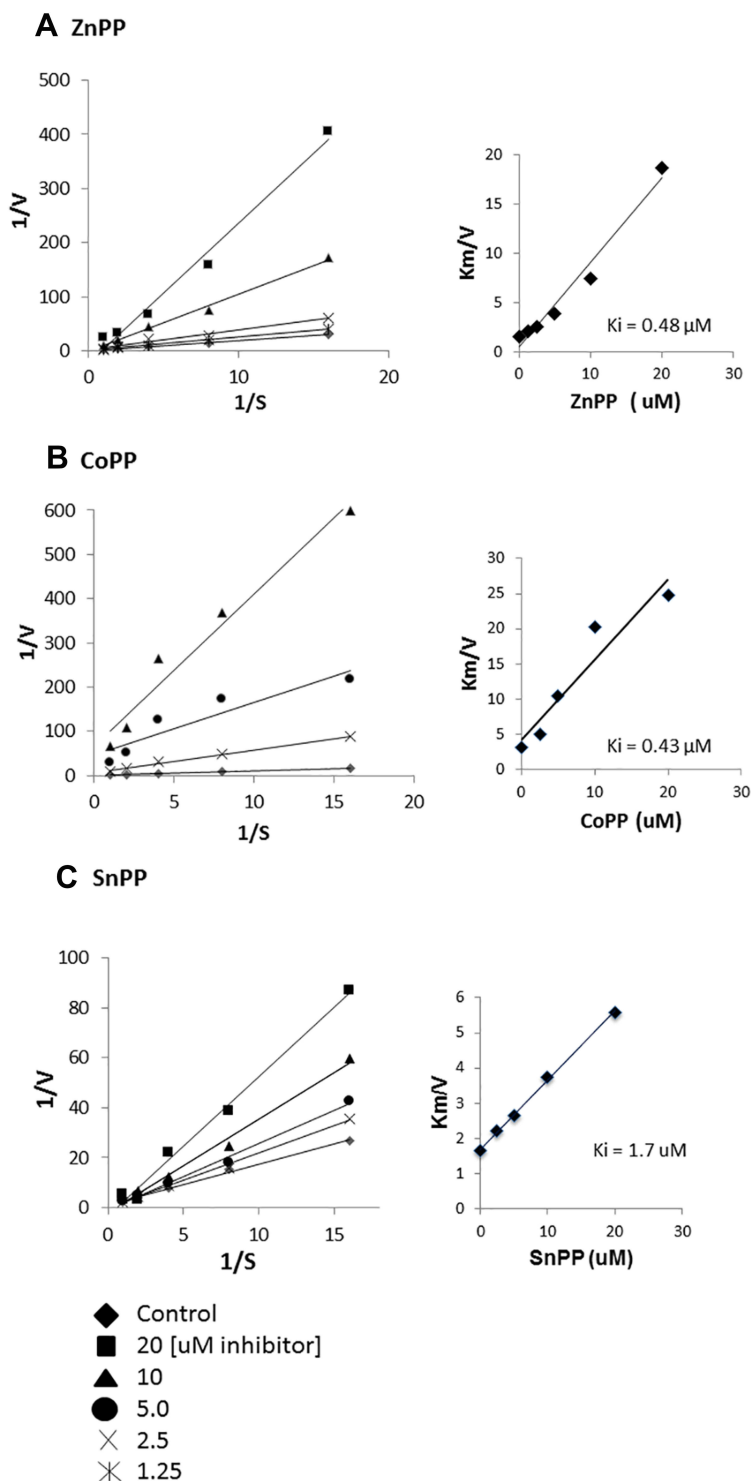 A ZnPP
500
400
300
200
100
0
1/V
0 10 20
1/S
20
15
10
5
0
Km/V
Ki = 0.48 µM
0 10 20 30
ZnPP ( uM)
B CoPP
600
500
400
300
200
100
0
1/V
0 5 10 15 20
1/S
30
25
20
15
10
5
0
Km/V
Ki = 0.43 µM
0 10 20 30
CoPP (uM)
C SnPP
100
80
60
40
20
0
1/V
0 5 10 15
1/S
6
5
4
3
2
1
0
Km/V
Ki = 1.7 uM
0 10 20 30
SnPP (uM)
Control
20 [uM inhibitor]
10
5.0
2.5
1.25